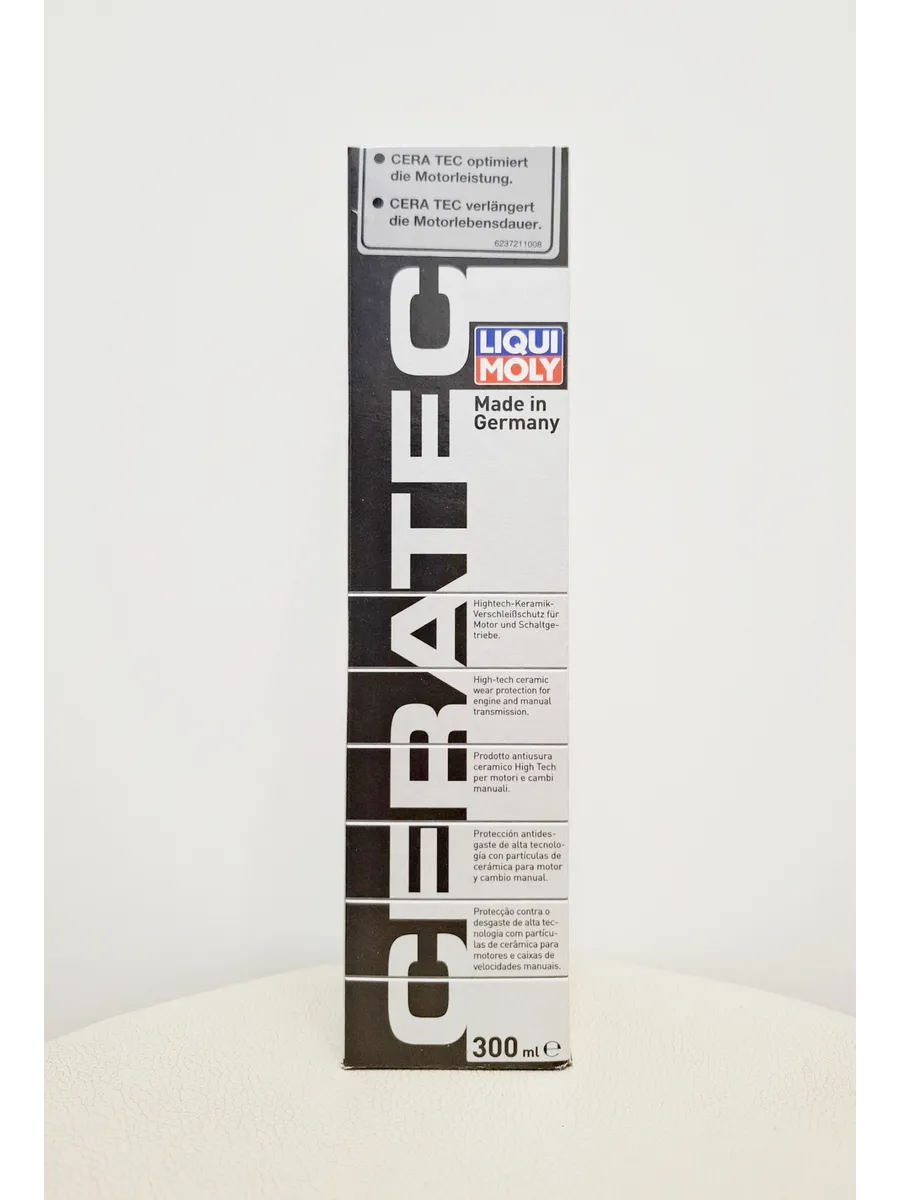 ● CERA TEC optimiert
die Motorleistung.
● CERA TEC verlängert
die Motorlebensdauer.
6237211008
CERATEC
LIQUI
MOLY
Made in
Germany
Hightech-Keramik-
Verschleißschutz für
Motor und Schaltge-
triebe.
High-tech ceramic
wear protection for
engine and manual
transmission.
Prodotto antiusura
ceramico High Tech
per motori e cambi
manuali.
Protección antides-
gaste de alta tecnolo-
gía con partículas de
cerámica para motor
y cambio manual.
Protecção contra o
desgaste de alta tec-
nologia com partícu-
las de cerâmica para
motores e caixas de
velocidades manuais.
300 ml ℮